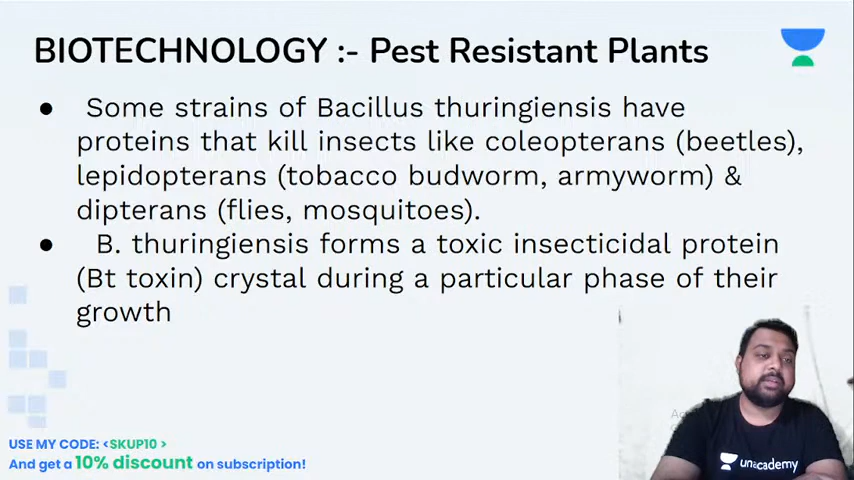 BIOTECHNOLOGY :- Pest Resistant Plants
● Some strains of Bacillus thuringiensis have
proteins that kill insects like coleopterans (beetles),
lepidopterans (tobacco budworm, armyworm) &
dipterans (flies, mosquitoes).
● B. thuringiensis forms a toxic insecticidal protein
(Bt toxin) crystal during a particular phase of their
growth
USE MY CODE: <SKUP10 >
And get a 10% discount on subscription!
unacademy